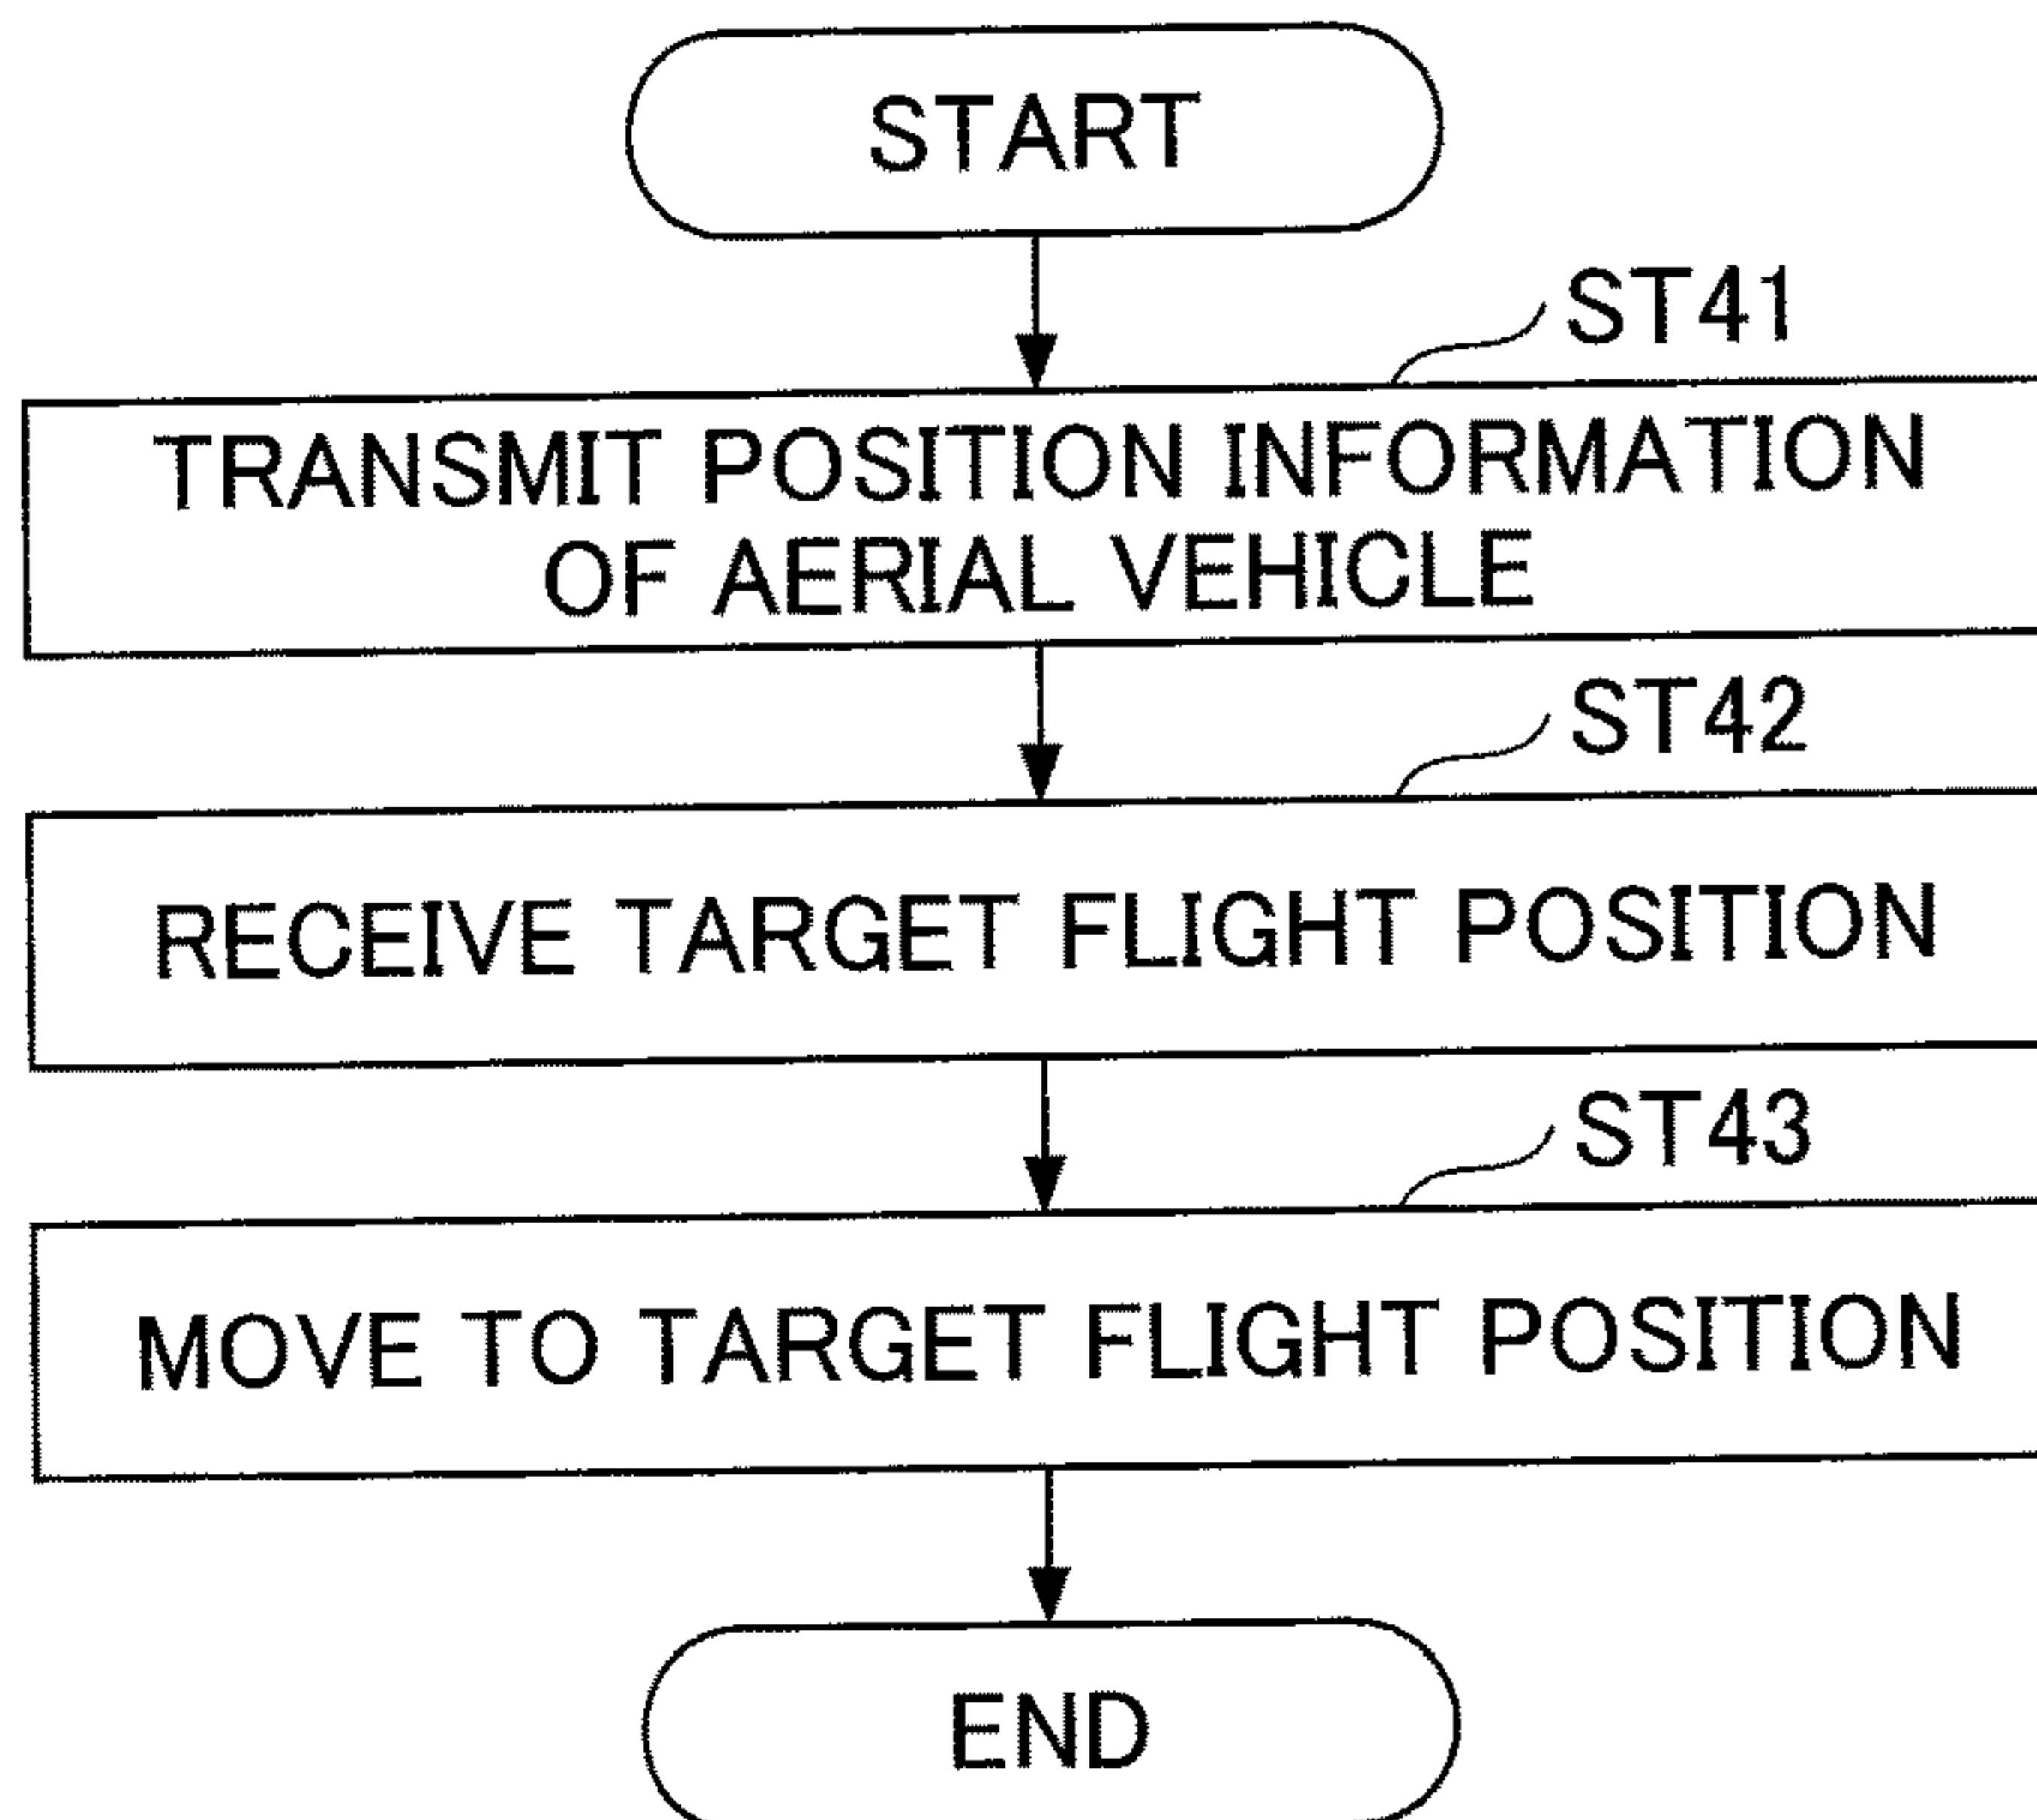 START
ST41
TRANSMIT POSITION INFORMATION
OF AERIAL VEHICLE
ST42
RECEIVE TARGET FLIGHT POSITION
ST43
MOVE TO TARGET FLIGHT POSITION
END